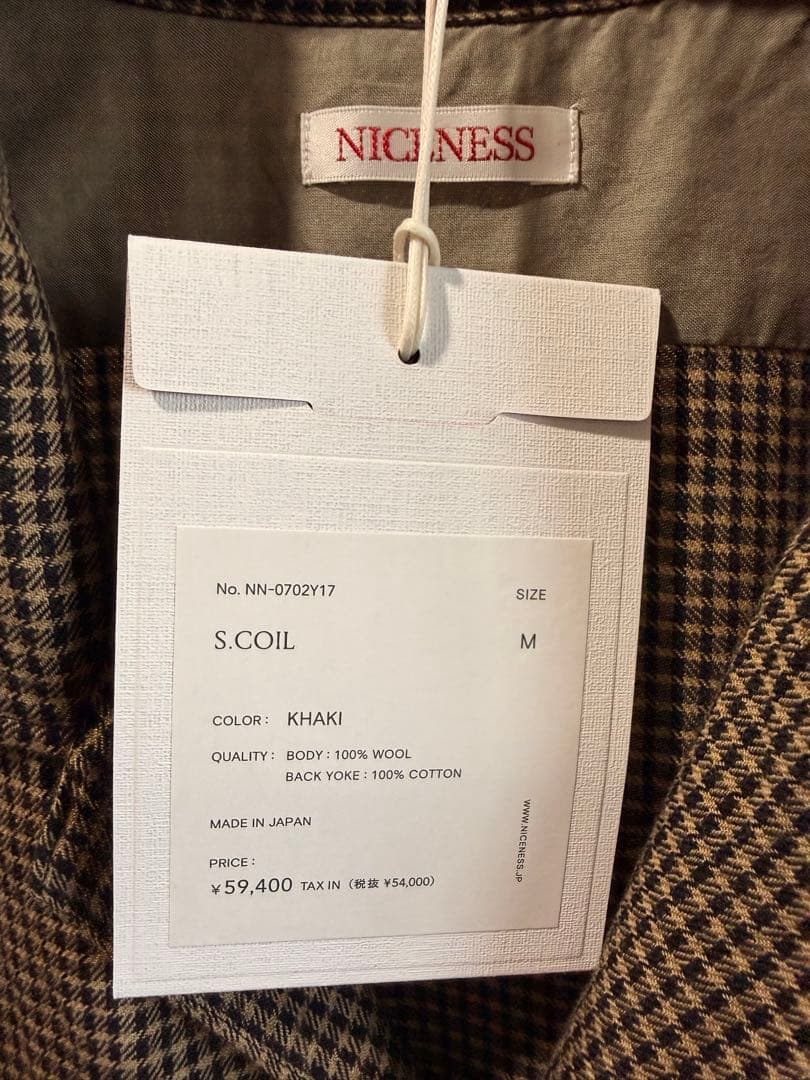 NICENESS
No. NN-0702Y17
SIZE
S.COIL
M
COLOR : KHAKI
QUALITY : BODY : 100% WOOL
BACK YOKE : 100% COTTON
MADE IN JAPAN
PRICE :
¥59,400 TAX IN (税抜 ¥54,000)
WWW.NICENESS.JP